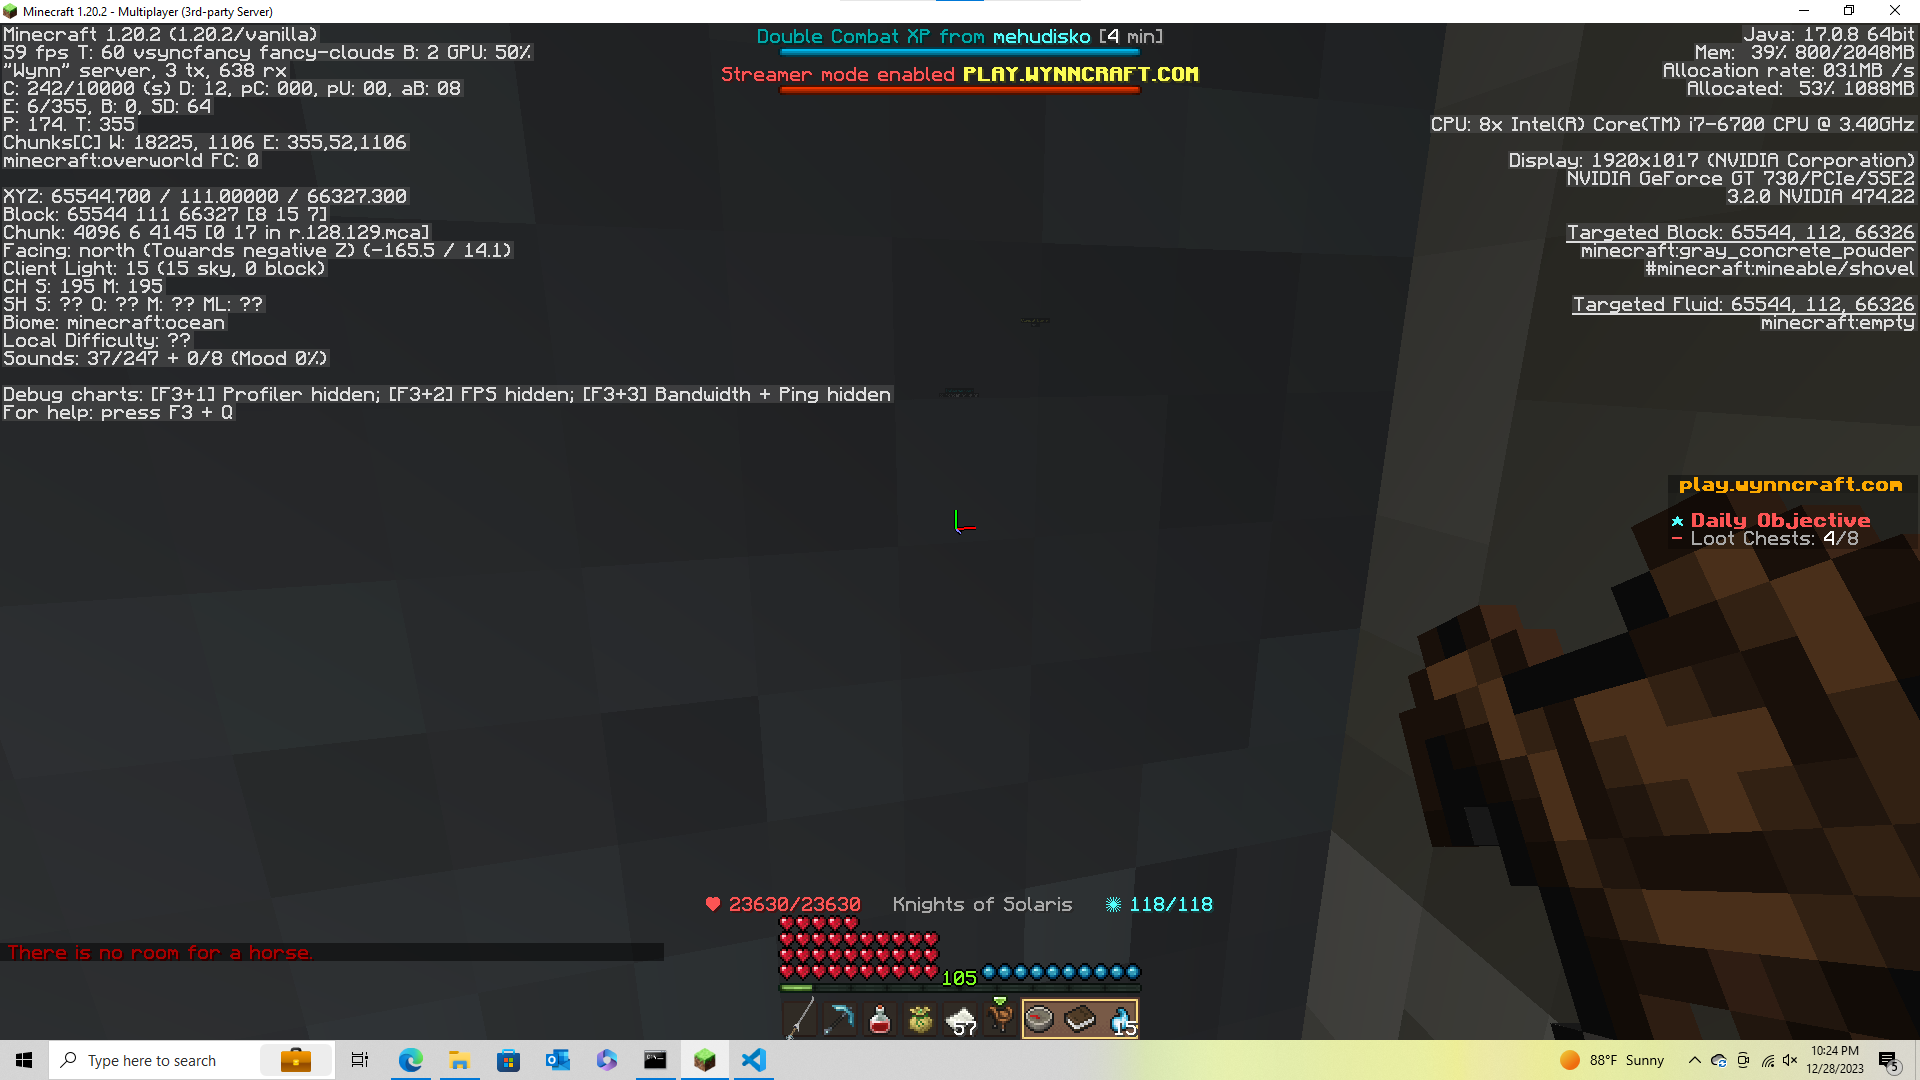 Minecraft 1.20.2 - Multiplayer (3rd-party Server)
Minecraft 1.20.2 (1.20.2/vanilla)
59 fps T: 60 vsyncfancy fancy-clouds B: 2 GPU: 50%
"Wynn" server, 3 tx, 638 rx
C: 242/10000 (s) D: 12, pC: 000, pU: 00, aB: 08
E: 6/355, B: 0, SD: 64
P: 174. T: 355
Chunks[C] W: 18225, 1106 E: 355,52,1106
minecraft:overworld FC: 0
XYZ: 65544.700 / 111.00000 / 66327.300
Block: 65544 111 66327 [8 15 7]
Chunk: 4096 6 4145 [0 17 in r.128.129.mca]
Facing: north (Towards negative Z) (-165.5 / 14.1)
Client Light: 15 (15 sky, 0 block)
CH S: 195 M: 195
SH S: ?? O: ?? M: ?? ML: ??
Biome: minecraft:ocean
Local Difficulty: ??
Sounds: 37/247 + 0/8 (Mood 0%)
Debug charts: [F3+1] Profiler hidden; [F3+2] FPS hidden; [F3+3] Bandwidth + Ping hidden
For help: press F3 + Q
Double Combat XP from mehudisko [4 min]
Streamer mode enabled PLAY.WYNNCRAFT.COM
Java: 17.0.8 64bit
Mem: 39% 800/2048MB
Allocation rate: 031MB /s
Allocated: 53% 1088MB
CPU: 8x Intel(R) Core(TM) i7-6700 CPU @ 3.40GHz
Display: 1920x1017 (NVIDIA Corporation)
NVIDIA GeForce GT 730/PCIe/SSE2
3.2.0 NVIDIA 474.22
Targeted Block: 65544, 112, 66326
minecraft:gray_concrete_powder
#minecraft:mineable/shovel
Targeted Fluid: 65544, 112, 66326
minecraft:empty
play.wynncraft.com
Daily Objective
- Loot Chests: 4/8
23630/23630 Knights of Solaris 118/118
There is no room for a horse.
105
57 15
Type here to search
88°F Sunny
10:24 PM
12/28/2023
5